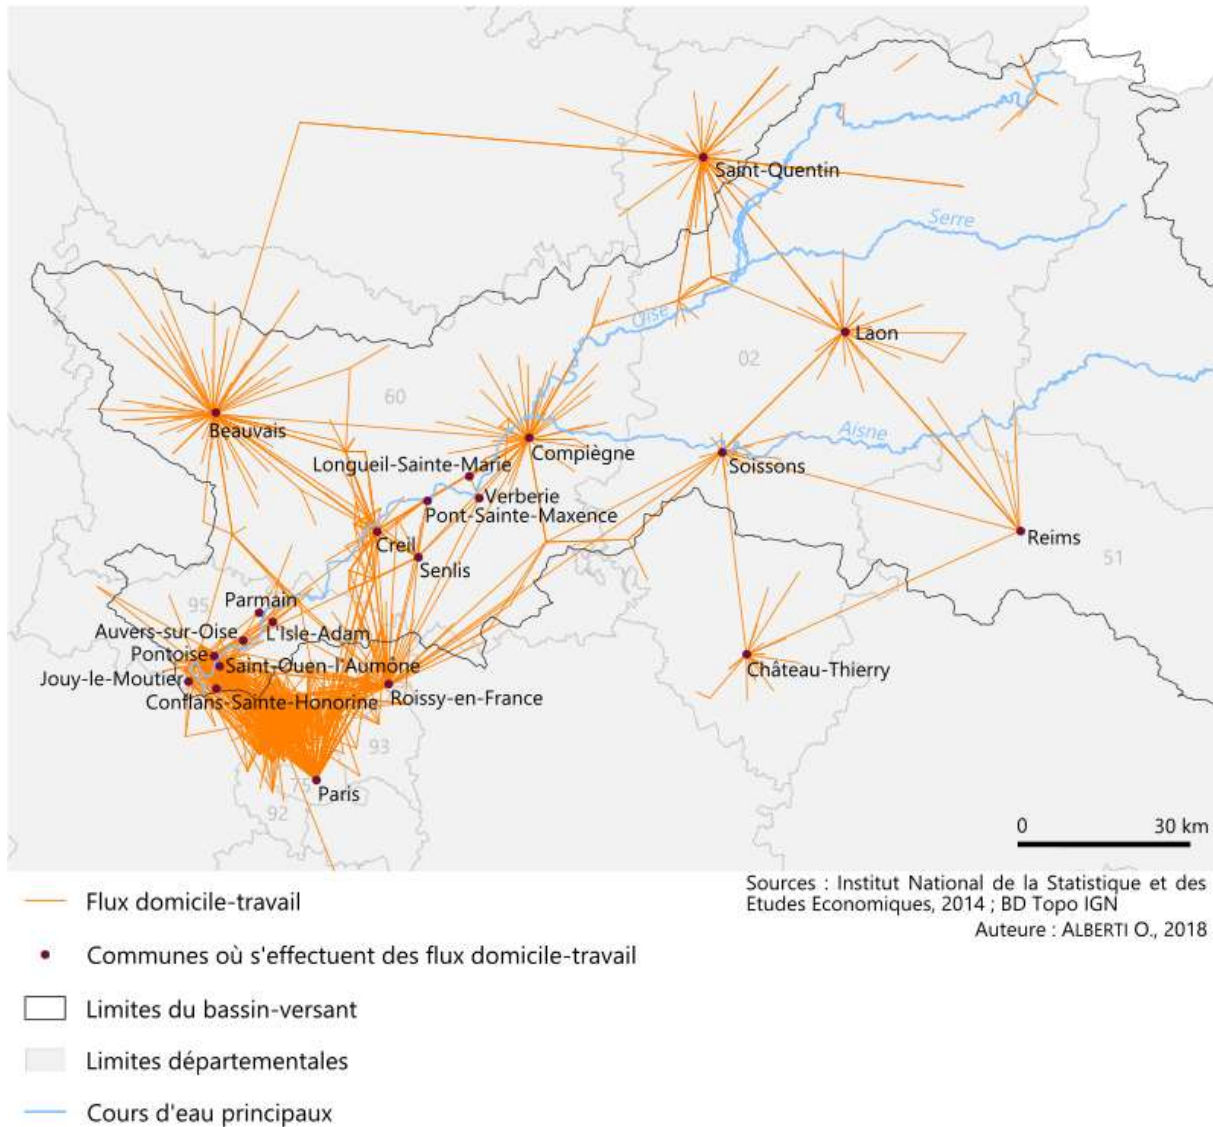 Saint-Quentin
Serre
Oise
Laon
02
60
Beauvais
Aisne
Compiègne
Soissons
Longueil-Sainte-Marie
Verberie
Pont-Sainte-Maxence
Creil
Reims
51
Senlis
95
Parmain
L'Isle-Adam
Auvers-sur-Oise
Pontoise
Saint-Ouen-l'Aumône
Château-Thierry
Jouy-le-Moutier
Conflans-Sainte-Honorine
Roissy-en-France
93
75
Paris
92
0 30 km
Sources : Institut National de la Statistique et des
Etudes Economiques, 2014 ; BD Topo IGN
Auteure : ALBERTI O., 2018
Flux domicile-travail
Communes où s'effectuent des flux domicile-travail
Limites du bassin-versant
Limites départementales
Cours d'eau principaux